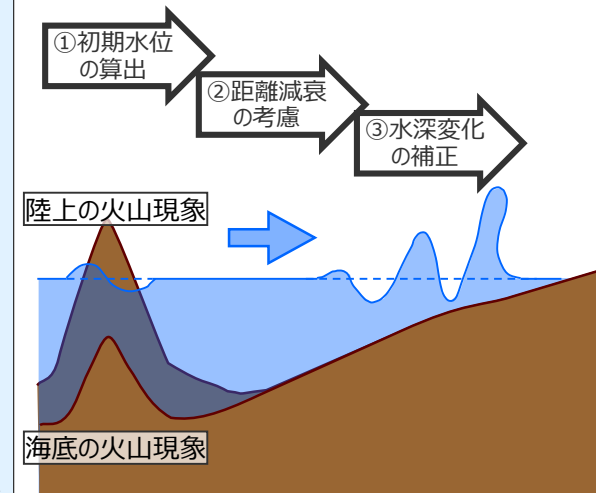 ①初期水位
の算出
②距離減衰
の考慮
③水深変化
の補正
陸上の火山現象
海底の火山現象